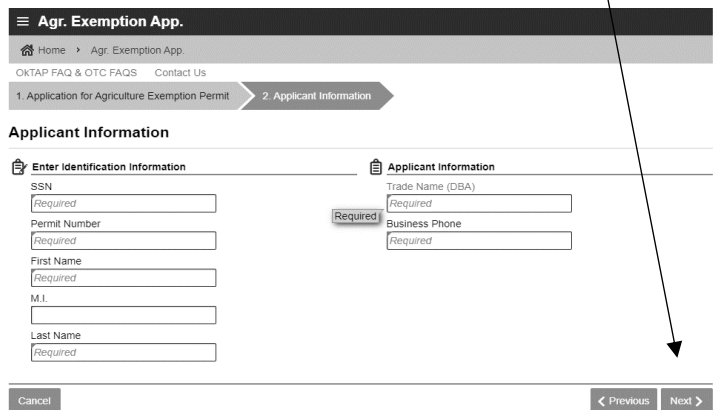 ≡ Agr. Exemption App.
Home › Agr. Exemption App.
OkTAP FAQ & OTC FAQS Contact Us
1. Application for Agriculture Exemption Permit 2. Applicant Information
Applicant Information
Enter Identification Information
SSN
Required
Permit Number
Required
First Name
Required
M.I.
Last Name
Required
Applicant Information
Trade Name (DBA)
Required
Required
Business Phone
Required
Cancel
Previous
Next